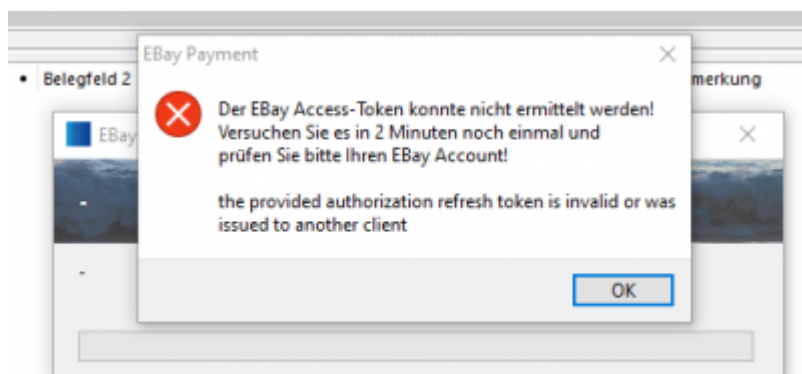 EBay Payment
Belegfeld 2
merkung
Der EBay Access-Token konnte nicht ermittelt werden!
Versuchen Sie es in 2 Minuten noch einmal und
prüfen Sie bitte Ihren EBay Account!
EBay
the provided authorization refresh token is invalid or was
issued to another client
-
-
OK